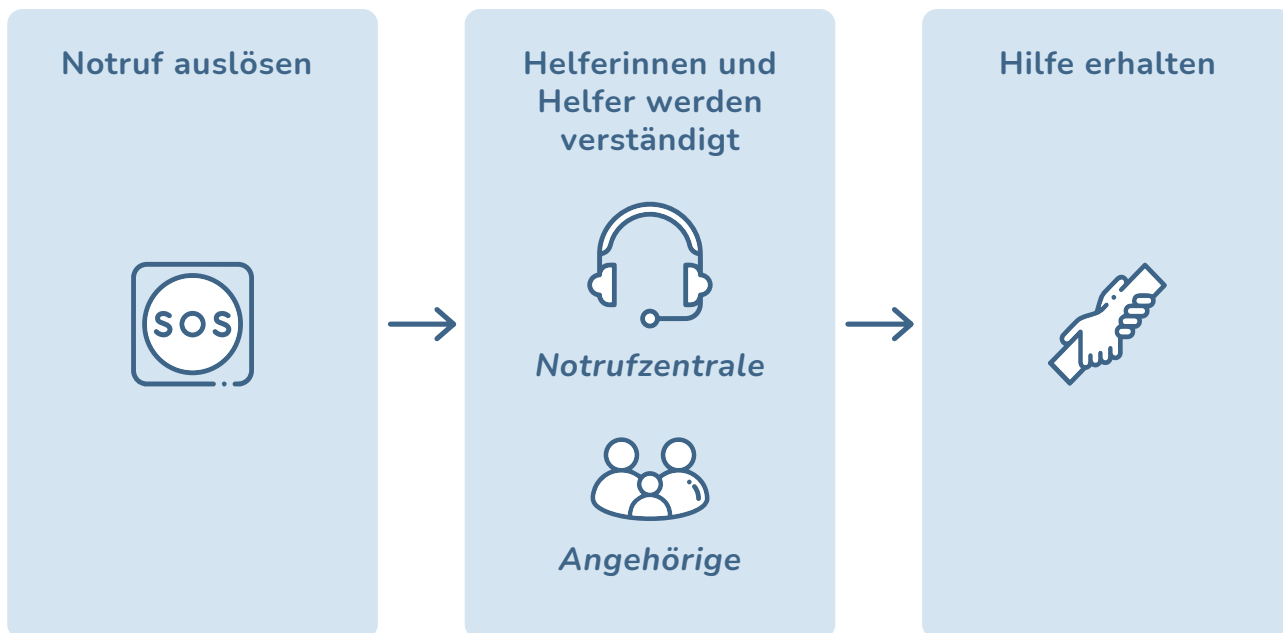 Notruf auslösen
SOS
Helferinnen und
Helfer werden
verständigt
Notrufzentrale
Angehörige
Hilfe erhalten